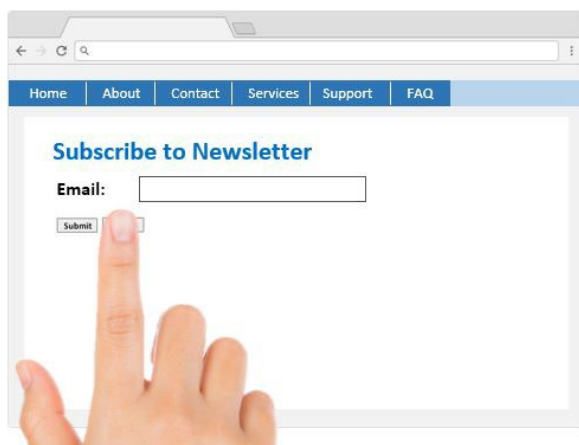 Home About Contact Services Support FAQ
Subscribe to Newsletter
Email:
Submit